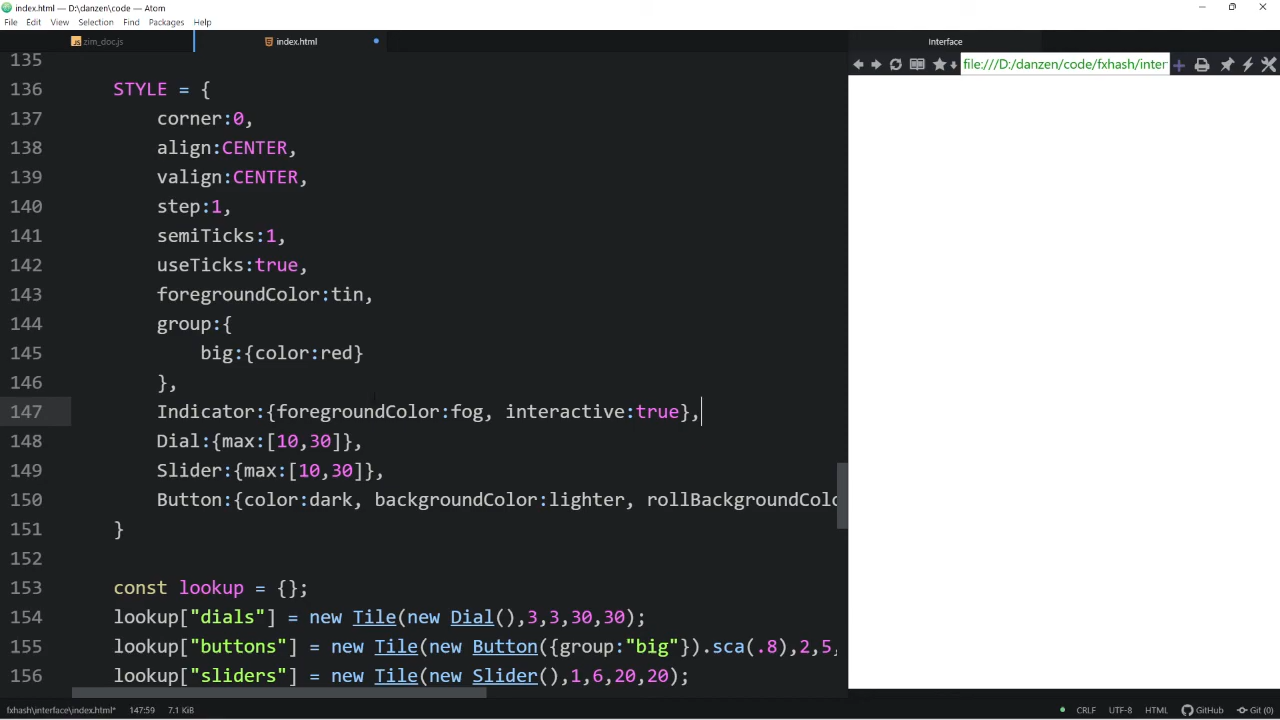 index.html — D:\danzen\code — Atom
File Edit View Selection Find Packages Help
zim_doc.js
index.html
Interface
file:///D:/danzen/code/fxhash/inter
135
136 STYLE = {
137 corner:0,
138 align:CENTER,
139 valign:CENTER,
140 step:1,
141 semiTicks:1,
142 useTicks:true,
143 foregroundColor:tin,
144 group:{
145 big:{color:red}
146 },
147 Indicator:{foregroundColor:fog, interactive:true},
148 Dial:{max:[10,30]},
149 Slider:{max:[10,30]},
150 Button:{color:dark, backgroundColor:lighter, rollBackgroundColo
151 }
152
153 const lookup = {};
154 lookup["dials"] = new Tile(new Dial(),3,3,30,30);
155 lookup["buttons"] = new Tile(new Button({group:"big"}).sca(.8),2,5,
156 lookup["sliders"] = new Tile(new Slider(),1,6,20,20);
fxhash\interface\index.html* 147:59 7.1 KiB
CRLF UTF-8 HTML GitHub Git (0)